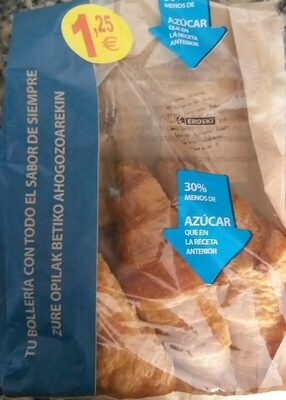 1,25
€
30%
MENOS DE
AZÚCAR
QUE EN
LA RECETA
ANTERIOR
EROSKI
30%
MENOS DE
AZÚCAR
QUE EN
LA RECETA
ANTERIOR
TU BOLLERÍA CON TODO EL SABOR DE SIEMPRE
ZURE OPILAK BETIKO AHOGOZOAREKIN